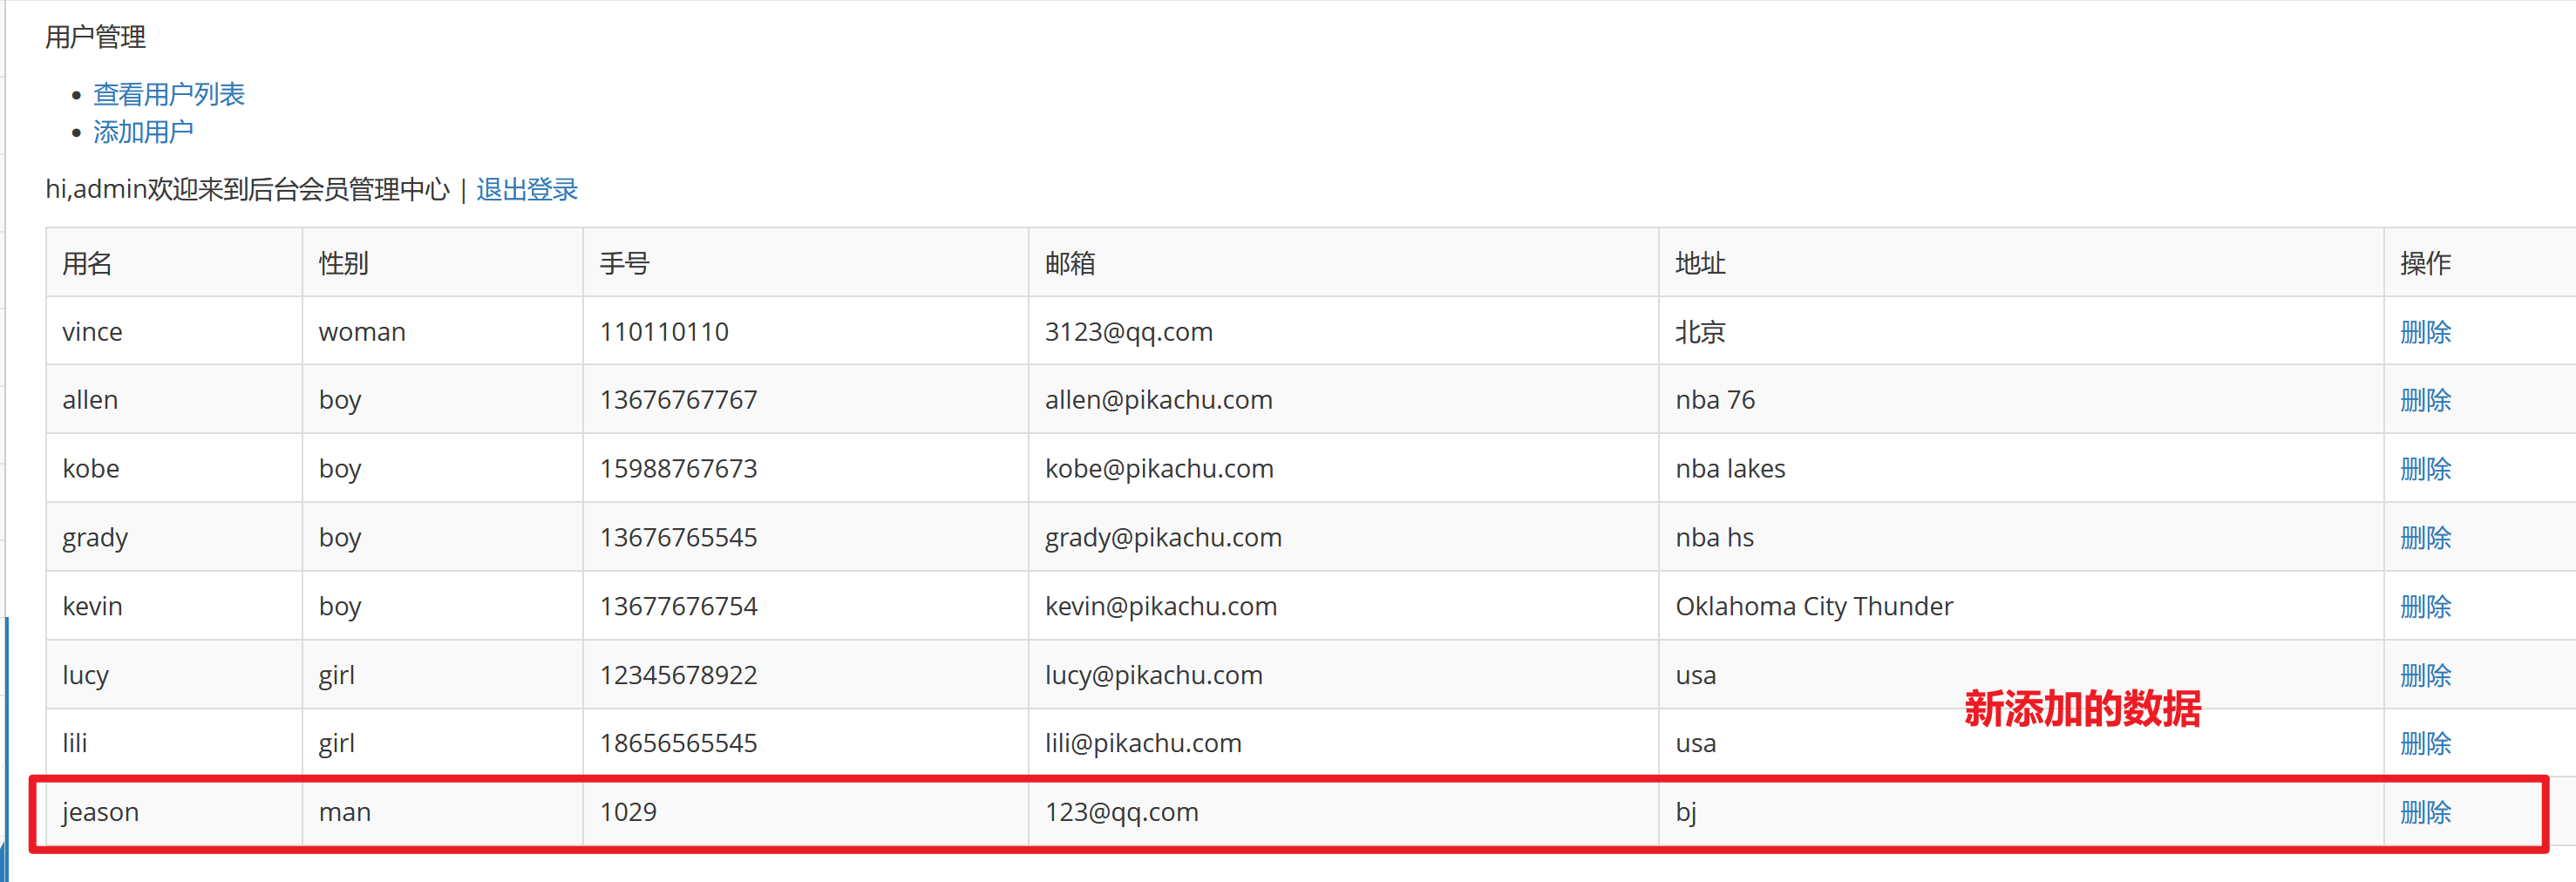 用户管理
查看用户列表
添加用户
hi,admin欢迎来到后台会员管理中心 | 退出登录
用名 性别 手号 邮箱 地址 操作
vince woman 110110110 3123@qq.com 北京 删除
allen boy 13676767767 allen@pikachu.com nba 76 删除
kobe boy 15988767673 kobe@pikachu.com nba lakes 删除
grady boy 13676765545 grady@pikachu.com nba hs 删除
kevin boy 13677676754 kevin@pikachu.com Oklahoma City Thunder 删除
lucy girl 12345678922 lucy@pikachu.com usa 删除
新添加的数据
lili girl 18656565545 lili@pikachu.com usa 删除
jeason man 1029 123@qq.com bj 删除